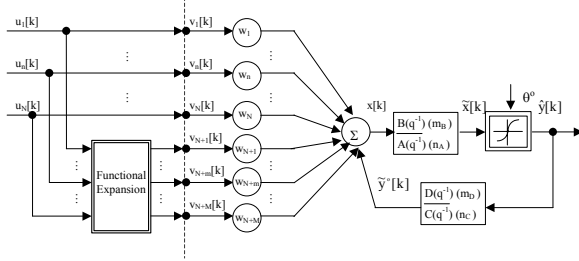 u1[k] v1[k] w1
un[k] vn[k] wn
uN[k] vN[k] wN
x[k] x̃[k] θº ŷ[k]
Σ
B(q-1) (mB)
A(q-1) (nA)
vN+1[k] wN+1
Functional
Expansion
vN+m[k] wN+m
vN+M[k] wN+M
ỹº[k]
D(q-1) (mD)
C(q-1) (nC)